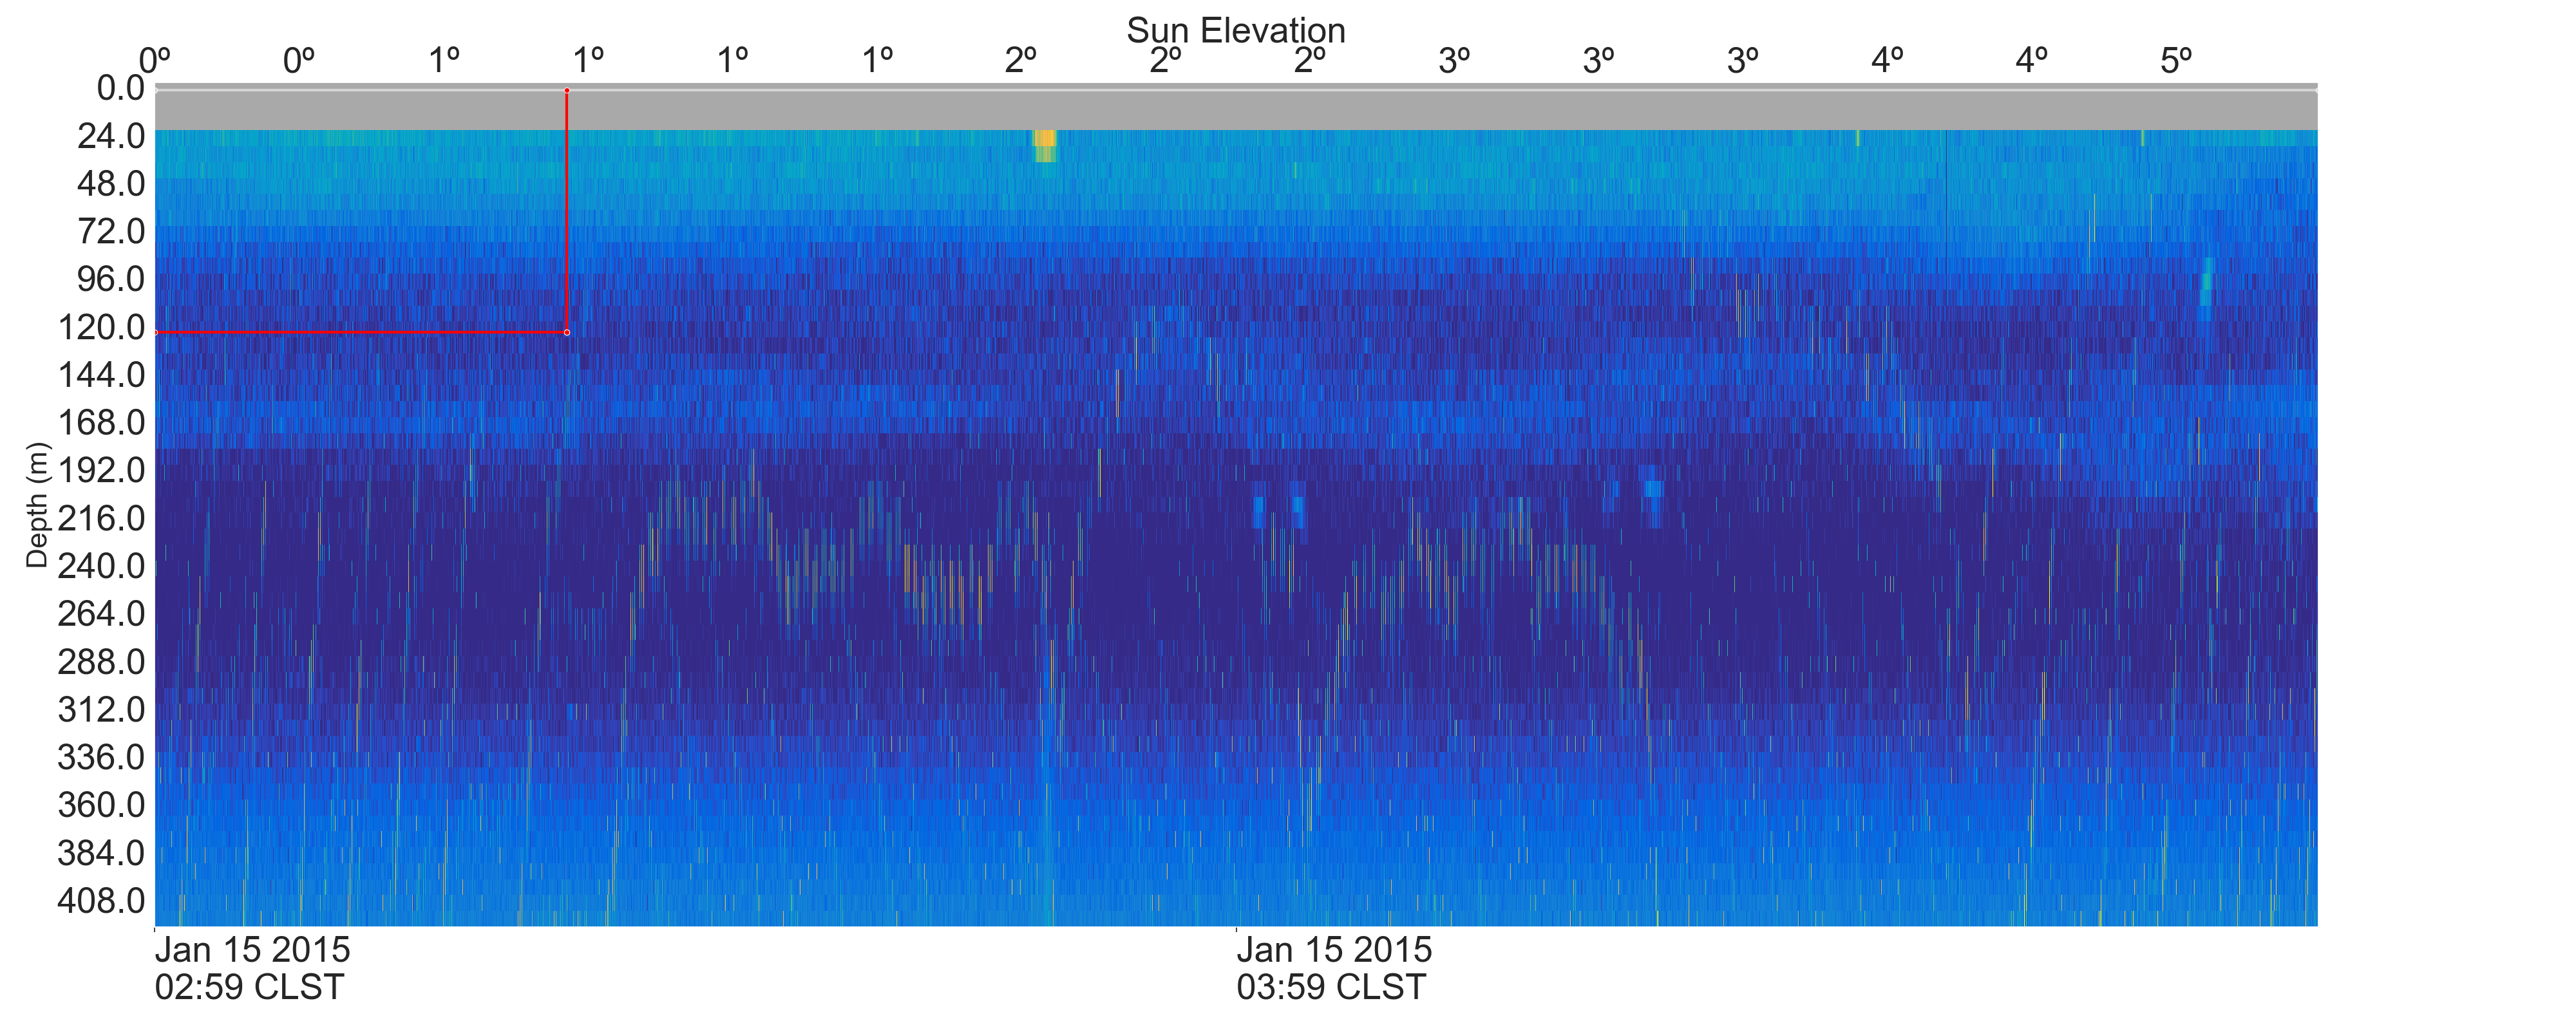 Sun Elevation
0º 0º 1º 1º 1º 1º 2º 2º 2º 3º 3º 3º 4º 4º 5º
0.0
24.0
48.0
72.0
96.0
120.0
144.0
168.0
192.0
216.0
240.0
264.0
288.0
312.0
336.0
360.0
384.0
408.0
Depth (m)
Jan 15 2015
02:59 CLST
Jan 15 2015
03:59 CLST